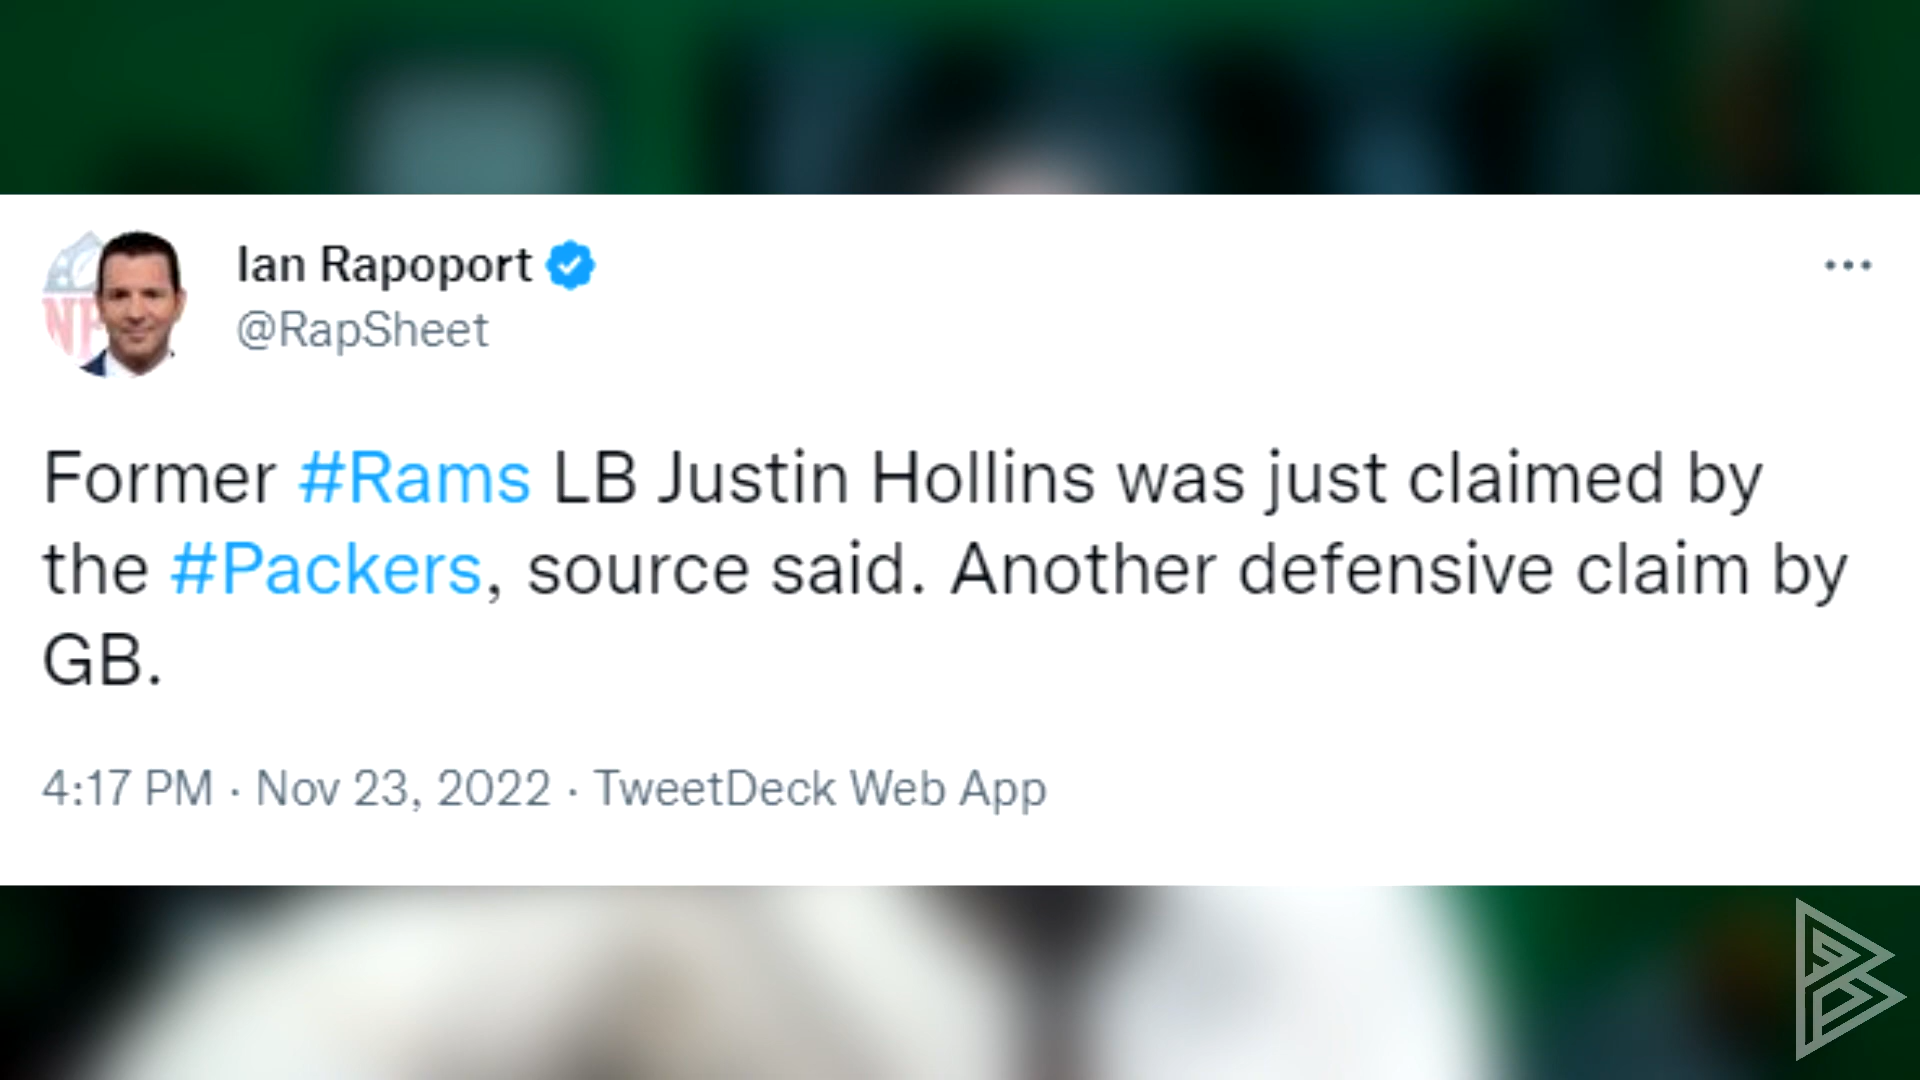 Ian Rapoport
@RapSheet
Former #Rams LB Justin Hollins was just claimed by
the #Packers, source said. Another defensive claim by
GB.
4:17 PM · Nov 23, 2022 · TweetDeck Web App